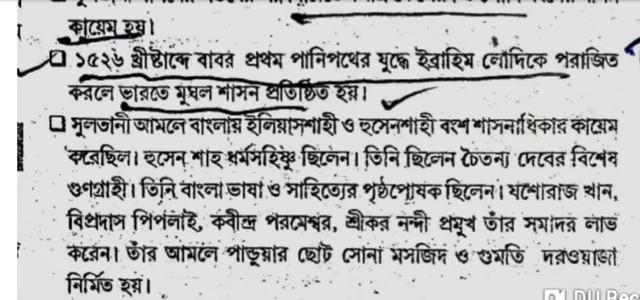 কায়েম হয়।
□ ১৫২৬ খ্রীষ্টাব্দে বাবর প্রথম পানিপথের যুদ্ধে ইব্রাহিম লৌদিকে পরাজিত
করলে ভারতে মুঘল শাসন প্রতিষ্ঠিত হয়।
□ সুলতানী আমলে বাংলায় ইলিয়াসশাহী ও হুসেনশাহী বংশ শাসনাধিকার কায়েম
করেছিল। হুসেন শাহ ধর্মসহিষ্ণু ছিলেন। তিনি ছিলেন চৈতন্য দেবের বিশেষ
গুণগ্রাহী। তিনি বাংলা ভাষা ও সাহিত্যের পৃষ্ঠপোষক ছিলেন। যশোরাজ খান,
বিপ্রদাস পিপলাই, কবীন্দ্র পরমেশ্বর, শ্রীকর নন্দী প্রমুখ তাঁর সমাদর লাভ
করেন। তাঁর আমলে পান্ডুয়ার ছোট সোনা মসজিদ ও গুমতি দরওয়াজা
নির্মিত হয়।